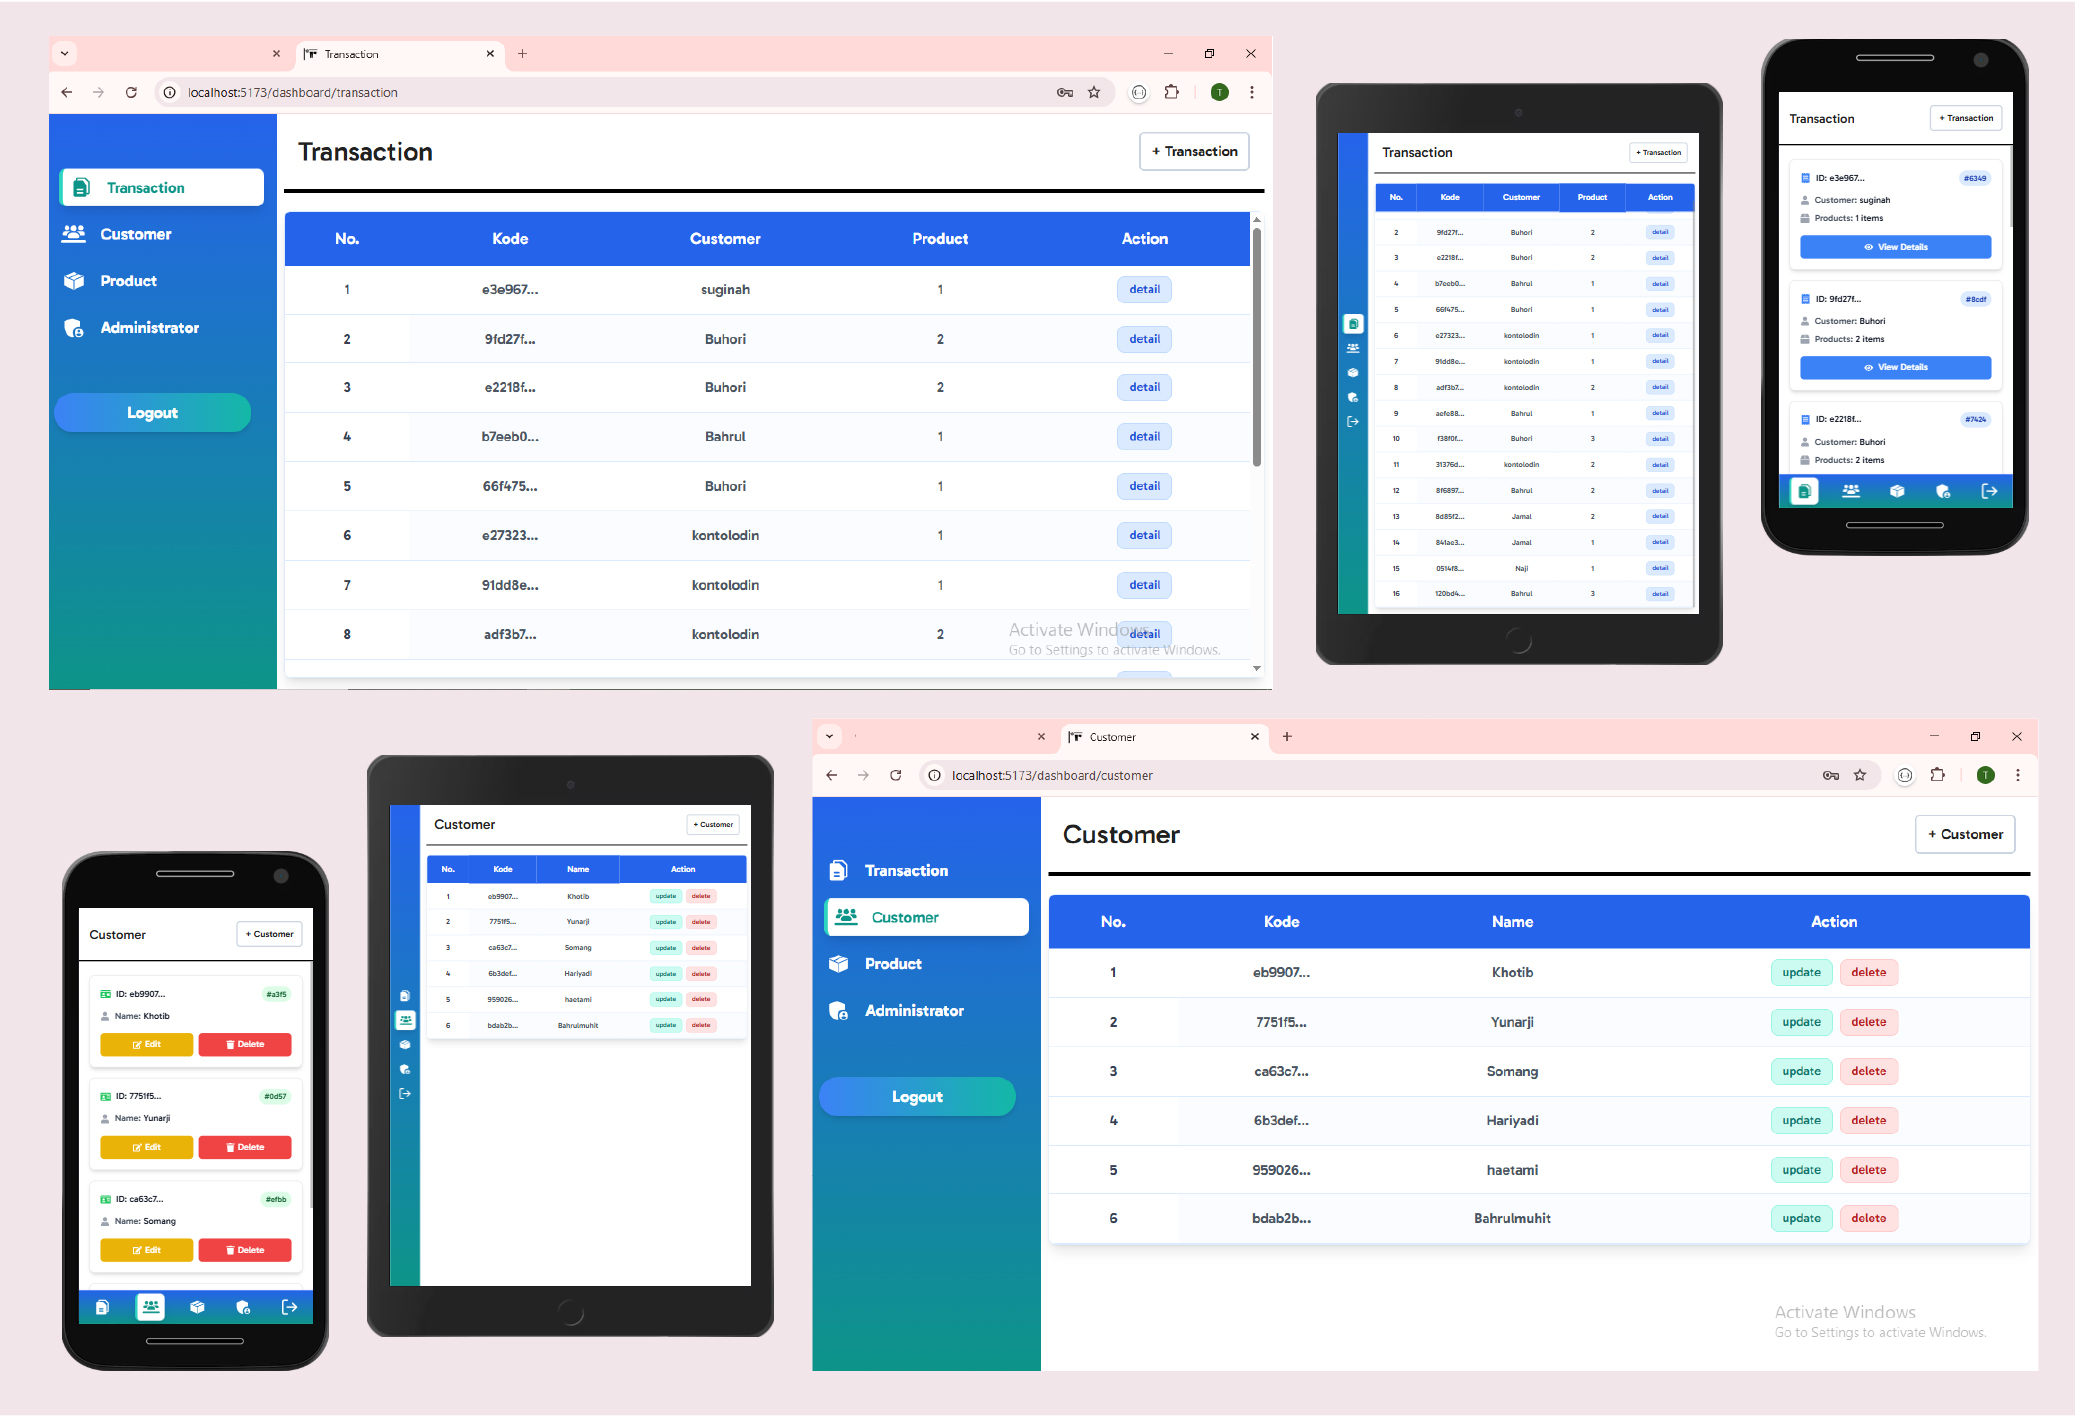 Transaction
localhost:5173/dashboard/transaction
T
Transaction
Customer
Product
Administrator
Logout
Transaction
+ Transaction
No. Kode Customer Product Action
1 e3e967... suginah 1 detail
2 9fd27f... Buhori 2 detail
3 e2218f... Buhori 2 detail
4 b7eeb0... Bahrul 1 detail
5 66f475... Buhori 1 detail
6 e27323... kontolodin 1 detail
7 91dd8e... kontolodin 1 detail
8 adf3b7... kontolodin 2 detail
Activate Windows
Go to Settings to activate Windows.
Transaction
+ Transaction
No. Kode Customer Product Action
2 9fd27f... Buhori 2 detail
3 e2218f... Buhori 2 detail
4 b7eeb0... Bahrul 1 detail
5 66f475... Buhori 1 detail
6 e27323... kontolodin 1 detail
7 91dd8e... kontolodin 1 detail
8 adf3b7... kontolodin 2 detail
9 aefe88... Bahrul 1 detail
10 f38f0f... Buhori 3 detail
11 31376d... kontolodin 2 detail
12 8f6897... Bahrul 2 detail
13 8d85f2... Jamal 2 detail
14 841ae3... Jamal 1 detail
15 0514f8... Naji 1 detail
16 120bd4... Bahrul 3 detail
Transaction
+ Transaction
ID: e3e967... #6349
Customer: suginah
Products: 1 items
View Details
ID: 9fd27f... #8cdf
Customer: Buhori
Products: 2 items
View Details
ID: e2218f... #7424
Customer: Buhori
Products: 2 items
Customer
+ Customer
ID: eb9907... #a3f5
Name: Khotib
Edit Delete
ID: 7751f5... #0d57
Name: Yunarji
Edit Delete
ID: ca63c7... #efbb
Name: Somang
Edit Delete
Customer
+ Customer
No. Kode Name Action
1 eb9907... Khotib update delete
2 7751f5... Yunarji update delete
3 ca63c7... Somang update delete
4 6b3def... Hariyadi update delete
5 959026... haetami update delete
6 bdab2b... Bahrulmuhit update delete
Customer
localhost:5173/dashboard/customer
T
Transaction
Customer
Product
Administrator
Logout
Customer
+ Customer
No. Kode Name Action
1 eb9907... Khotib update delete
2 7751f5... Yunarji update delete
3 ca63c7... Somang update delete
4 6b3def... Hariyadi update delete
5 959026... haetami update delete
6 bdab2b... Bahrulmuhit update delete
Activate Windows
Go to Settings to activate Windows.